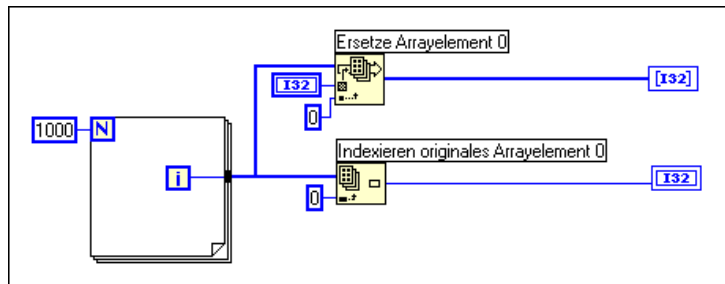 Ersetze Arrayelement 0
I32
[I32]
0
1000
N
Indexieren originales Arrayelement 0
i
I32
0